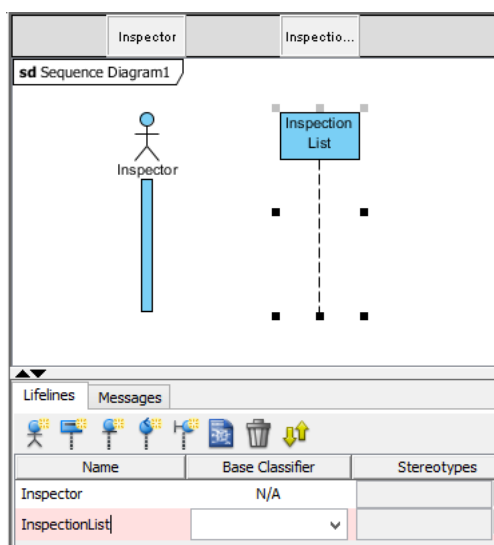 Inspector Inspectio...
sd Sequence Diagram1
Inspection
List
Inspector
Lifelines Messages
Name Base Classifier Stereotypes
Inspector N/A
InspectionList